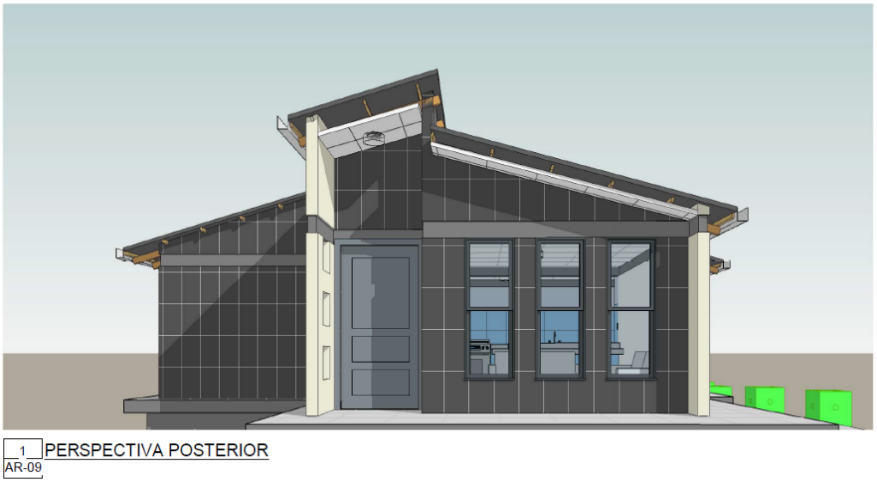 1 PERSPECTIVA POSTERIOR
AR-09